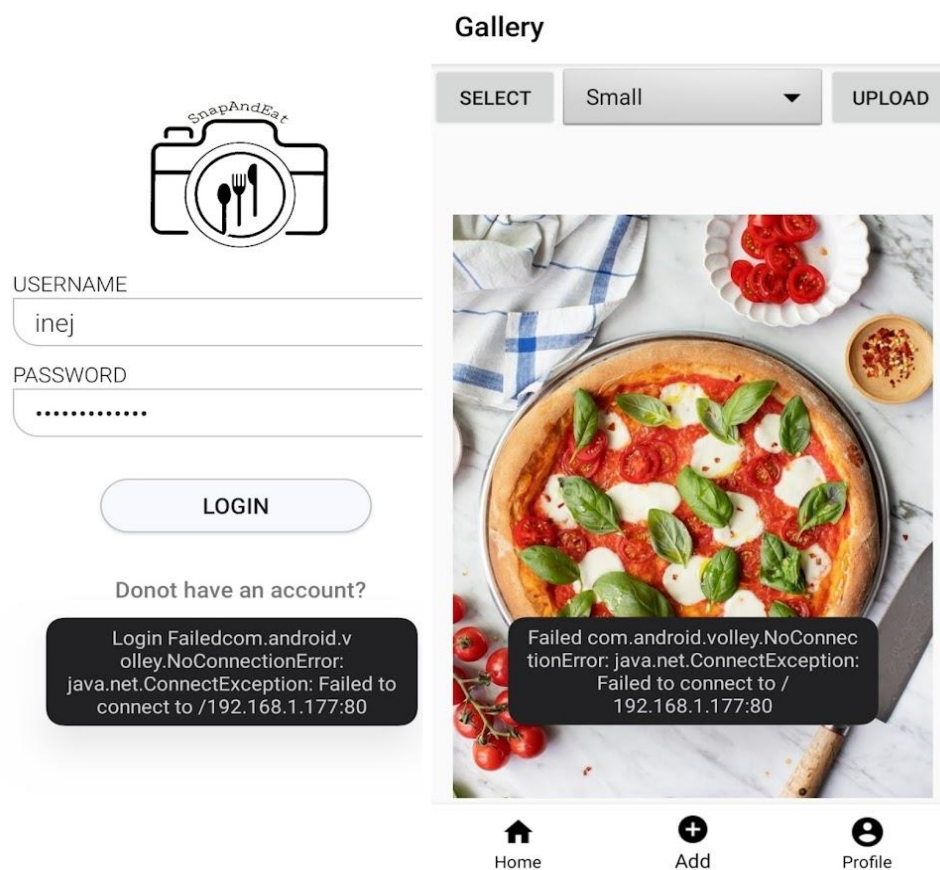 SnapAndEat
USERNAME
inej
PASSWORD
•••••••••••••
LOGIN
Donot have an account?
Login Failedcom.android.v
olley.NoConnectionError:
java.net.ConnectException: Failed to
connect to /192.168.1.177:80
Gallery
SELECT
Small
UPLOAD
Failed com.android.volley.NoConnec
tionError: java.net.ConnectException:
Failed to connect to /
192.168.1.177:80
Home
Add
Profile